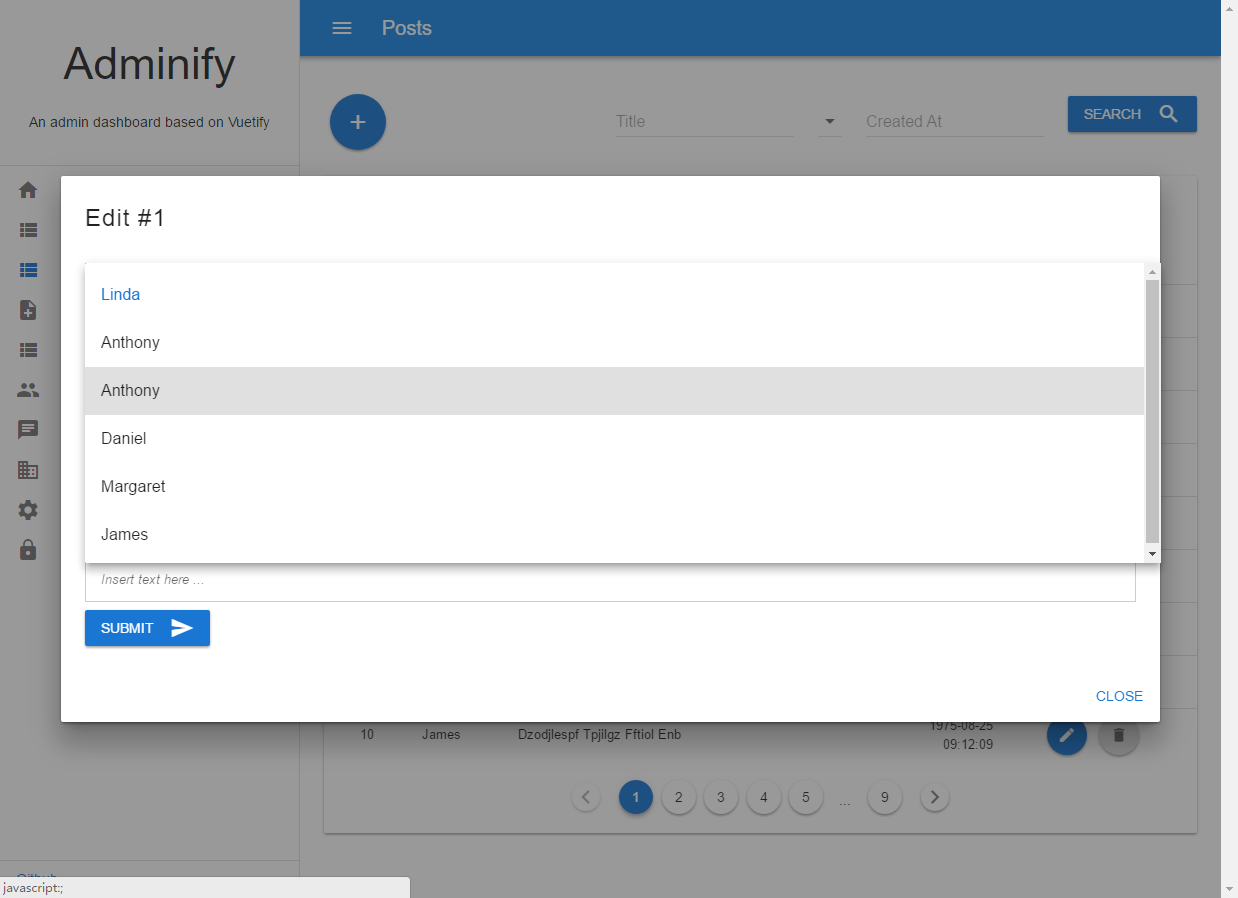 Adminify
An admin dashboard based on Vuetify
Posts
Title
Created At
SEARCH
Edit #1
Linda
Anthony
Anthony
Daniel
Margaret
James
Insert text here ...
SUBMIT
CLOSE
10 James Dzodjlespf Tpjilgz Fftiol Enb 1975-08-25
09:12:09
1 2 3 4 5 ... 9
Github
javascript:;